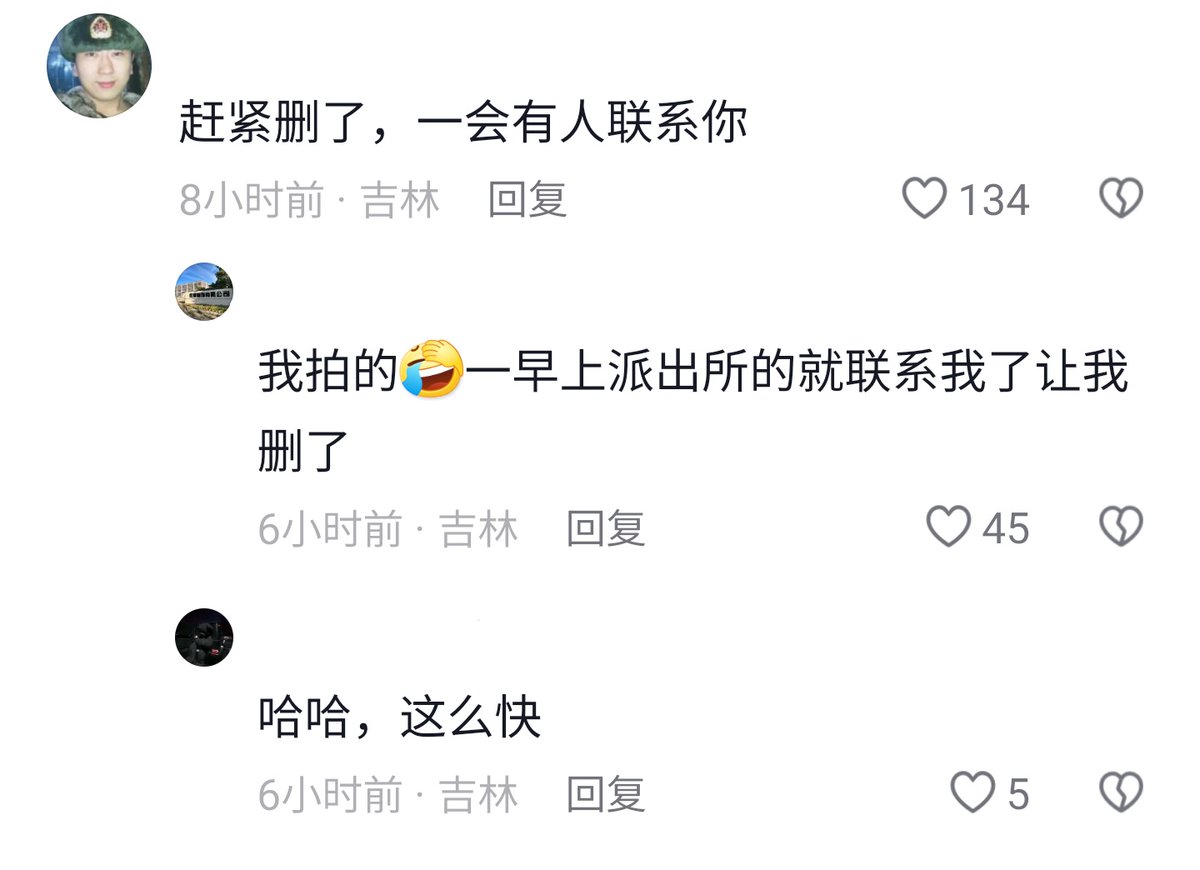 赶紧删了，一会有人联系你
8小时前 · 吉林 回复 134
我拍的🤣一早上派出所的就联系我了让我
删了
6小时前 · 吉林 回复 45
哈哈，这么快
6小时前 · 吉林 回复 5